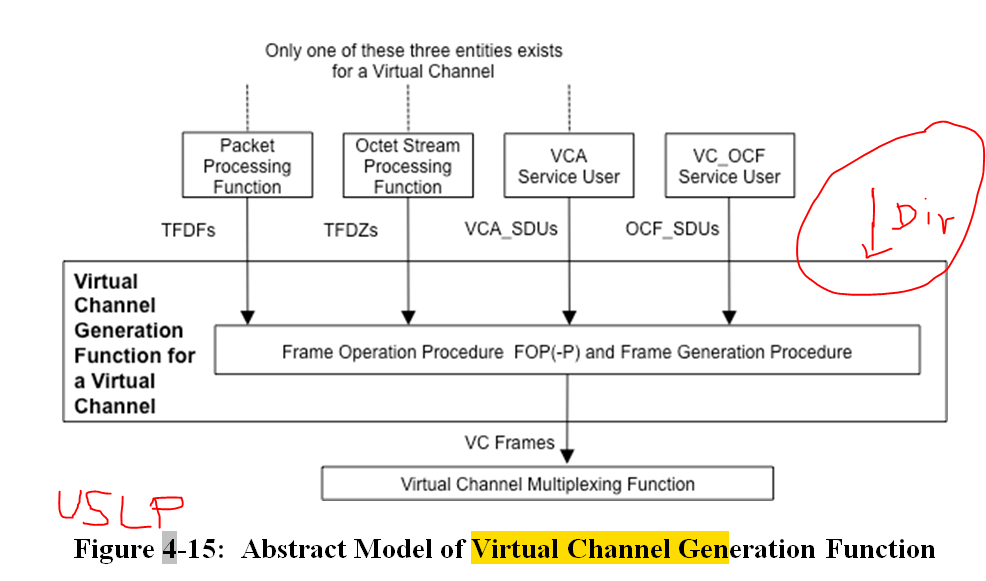 Only one of these three entities exists
for a Virtual Channel
Packet
Processing
Function
Octet Stream
Processing
Function
VCA
Service User
VC_OCF
Service User
TFDFs
TFDZs
VCA_SDUs
OCF_SDUs
Dir
Virtual
Channel
Generation
Function for
a Virtual
Channel
Frame Operation Procedure FOP(-P) and Frame Generation Procedure
VC Frames
Virtual Channel Multiplexing Function
USLP
Figure 4-15: Abstract Model of Virtual Channel Generation Function